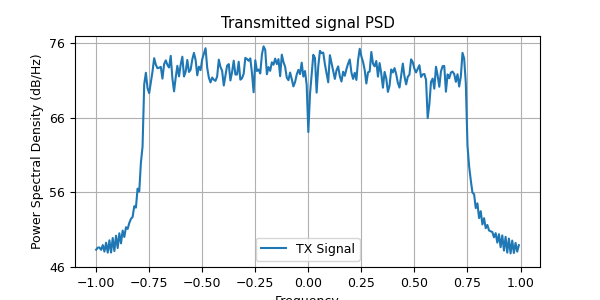 Transmitted signal PSD
Power Spectral Density (dB/Hz)
76
66
56
46
TX Signal
−1.00 −0.75 −0.50 −0.25 0.00 0.25 0.50 0.75 1.00
Frequency